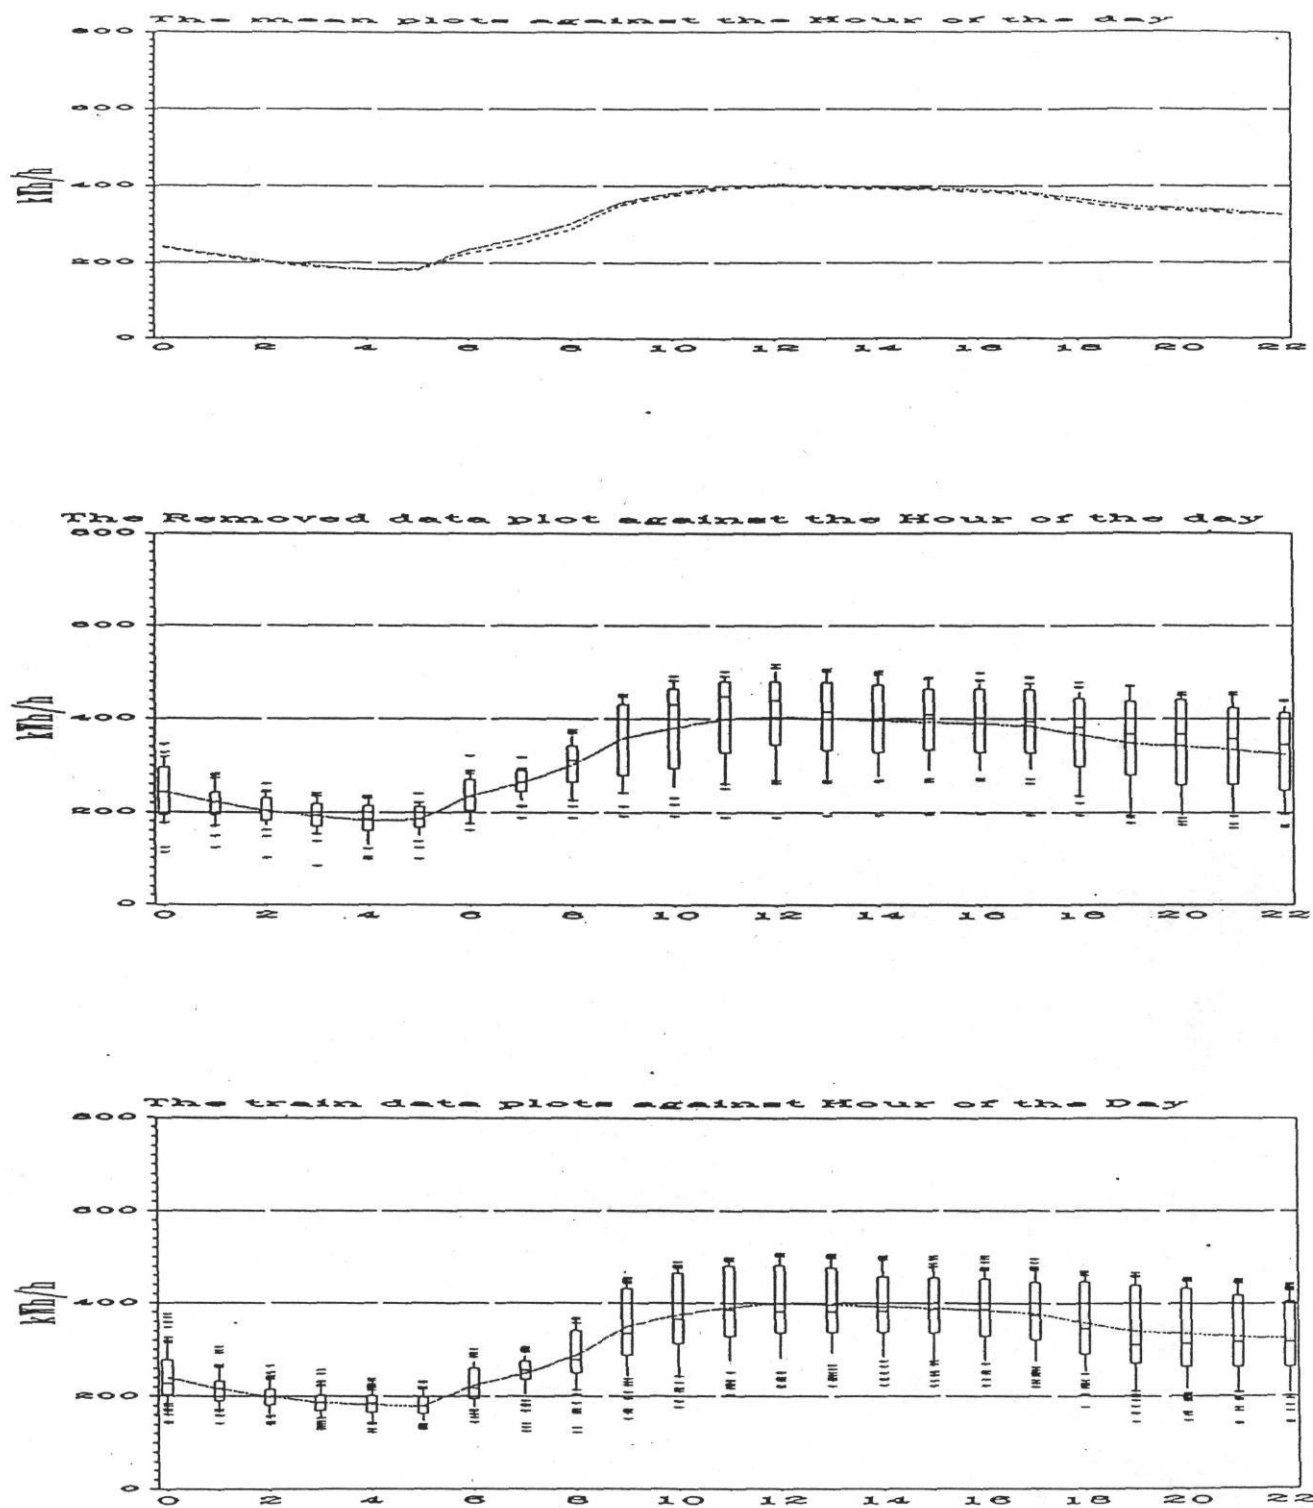 The mean plots against the Hour of the day
800
600
kWh/h
400
200
0
0 2 4 6 8 10 12 14 16 18 20 22
The Removed data plot against the Hour of the day
800
600
kWh/h
400
200
0
0 2 4 6 8 10 12 14 16 18 20 22
The train data plots against Hour of the Day
800
600
kWh/h
400
200
0
0 2 4 6 8 10 12 14 16 18 20 22